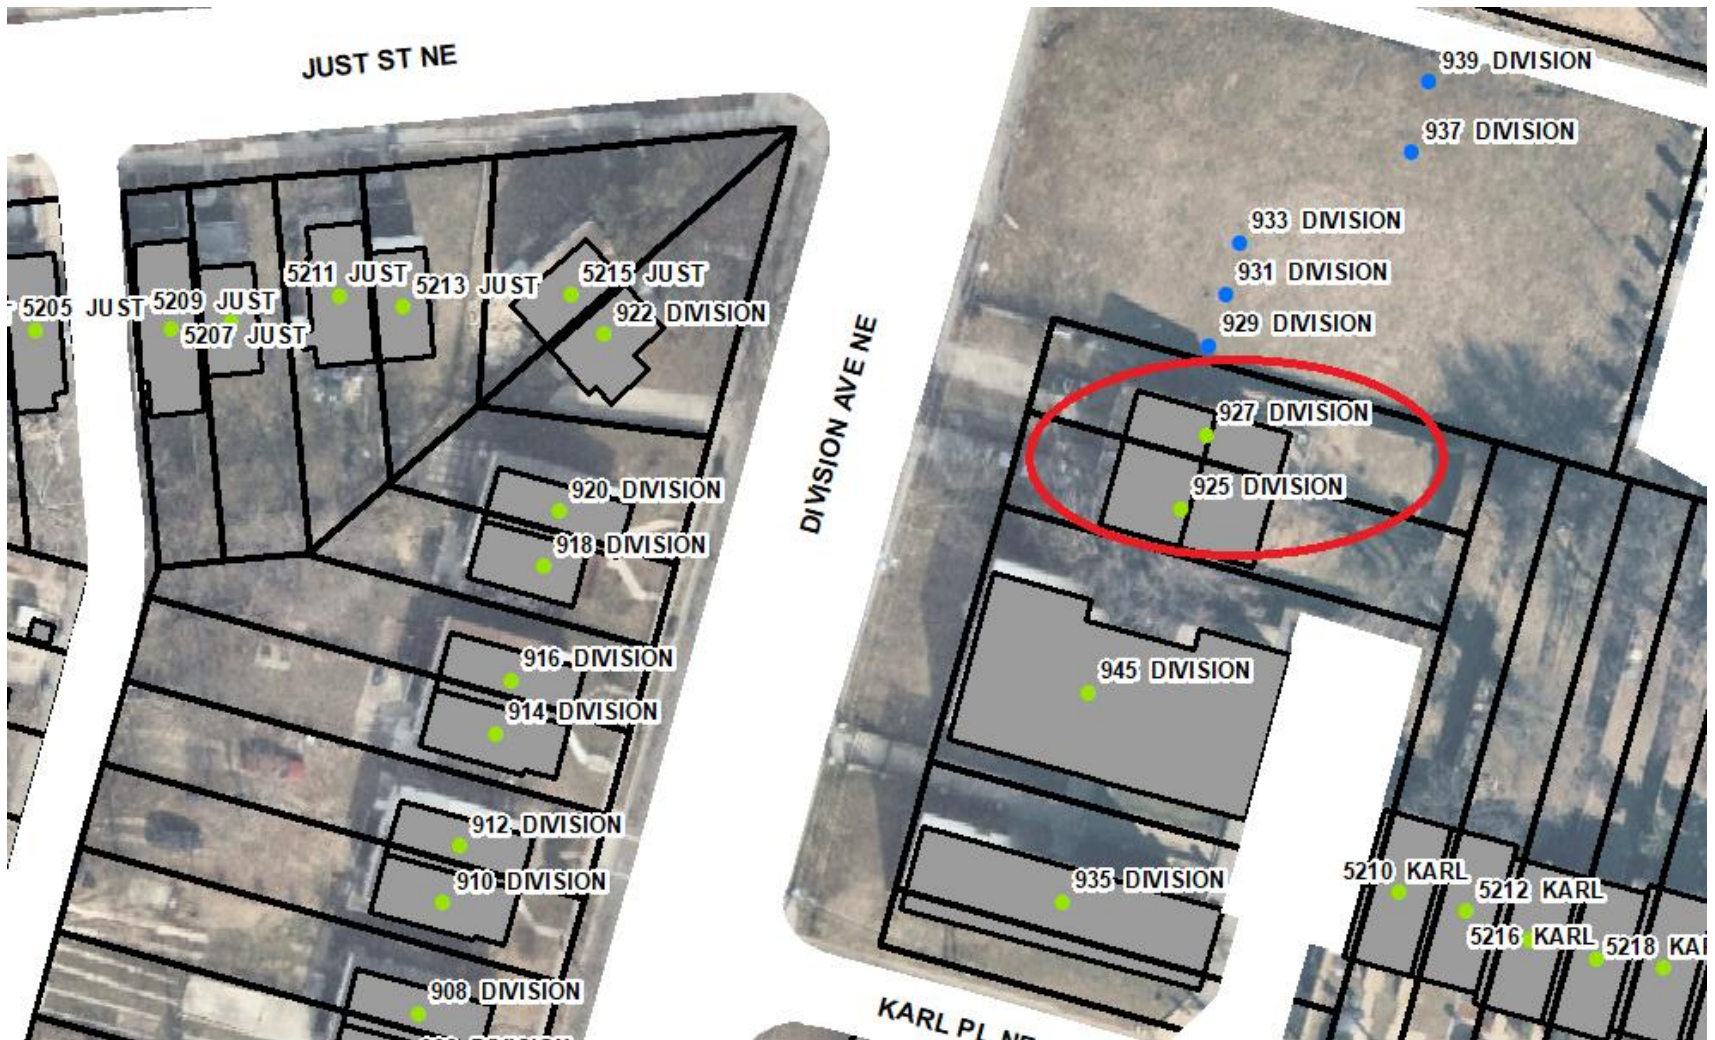 JUST ST NE
939 DIVISION
937 DIVISION
933 DIVISION
931 DIVISION
929 DIVISION
5211 JUST
5213 JUST
5215 JUST
5205 JUST
5209 JUST
5207 JUST
922 DIVISION
DIVISION AVE NE
927 DIVISION
925 DIVISION
920 DIVISION
918 DIVISION
916 DIVISION
914 DIVISION
945 DIVISION
912 DIVISION
910 DIVISION
935 DIVISION
5210 KARL
5212 KARL
5216 KARL
5218 KAR
908 DIVISION
KARL PL NE